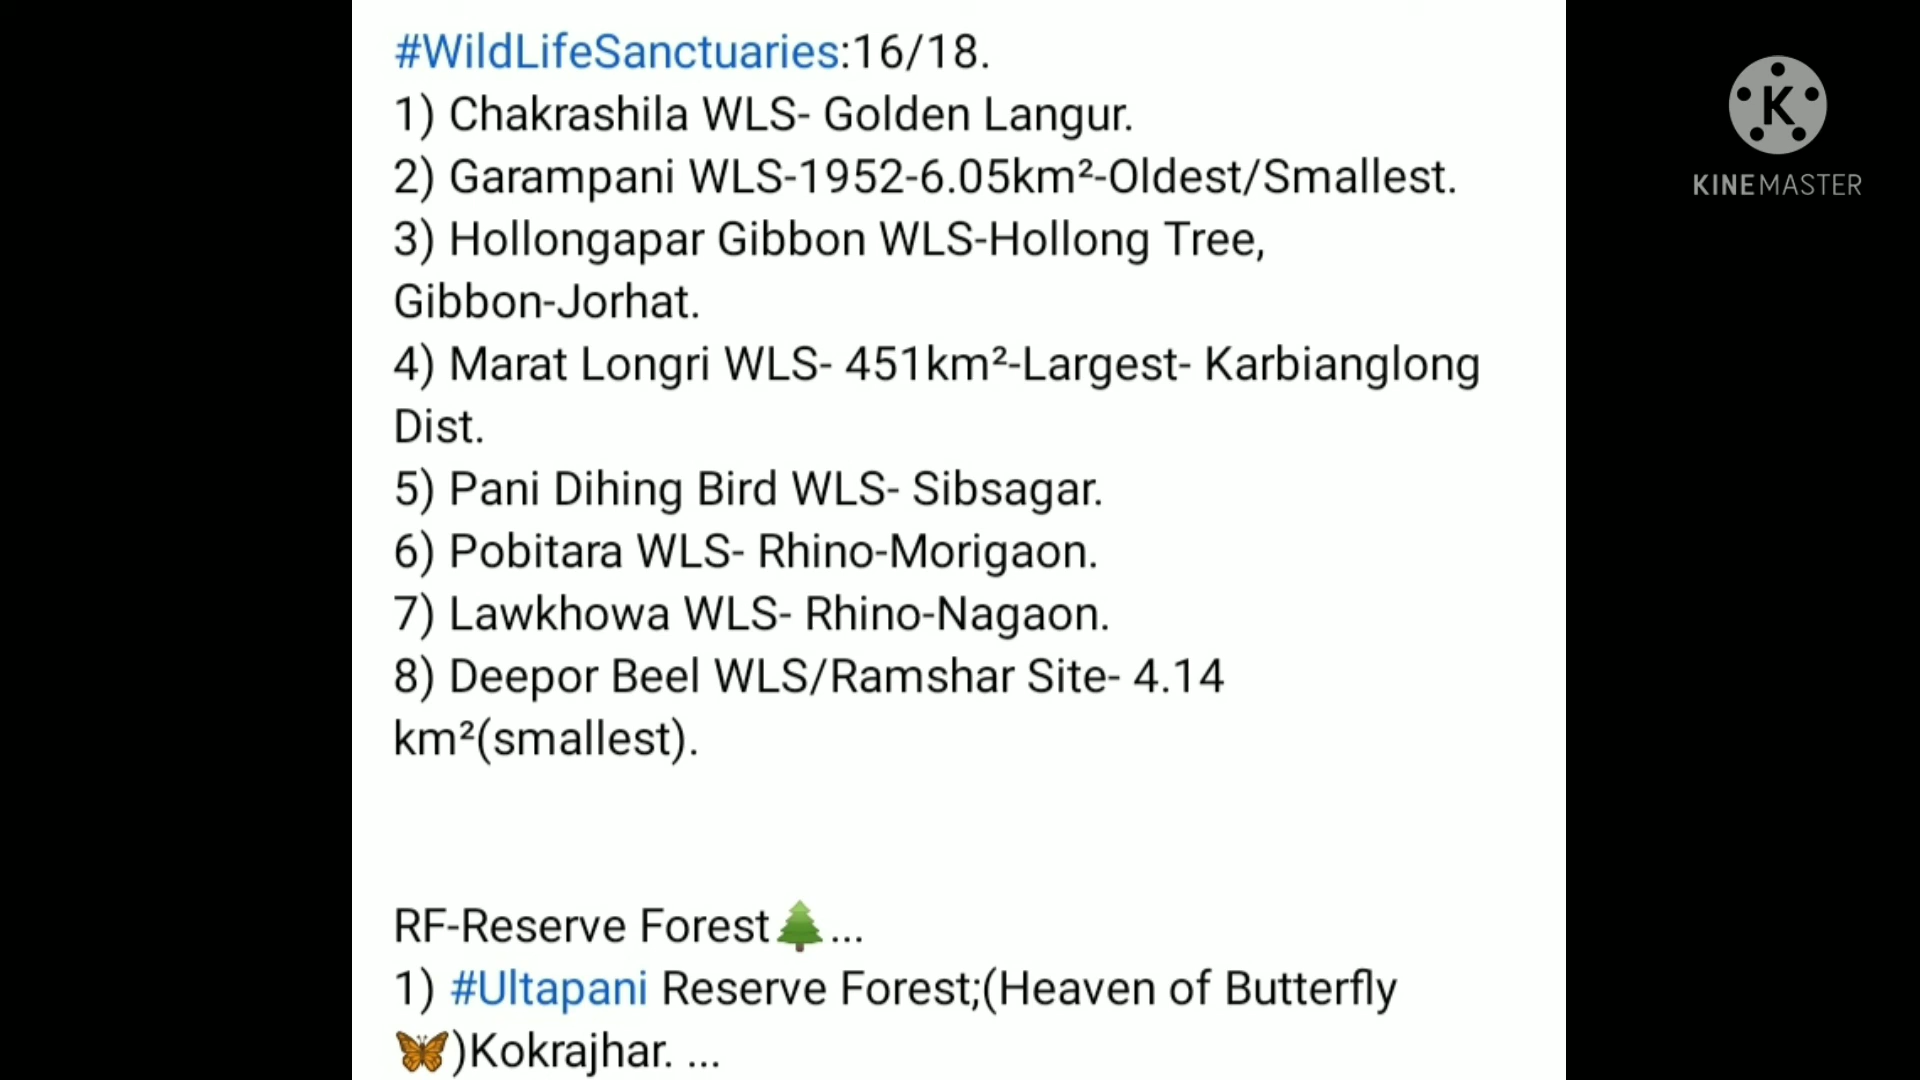 #WildLifeSanctuaries:16/18.
1) Chakrashila WLS- Golden Langur.
2) Garampani WLS-1952-6.05km²-Oldest/Smallest.
3) Hollongapar Gibbon WLS-Hollong Tree,
Gibbon-Jorhat.
4) Marat Longri WLS- 451km²-Largest- Karbianglong
Dist.
5) Pani Dihing Bird WLS- Sibsagar.
6) Pobitara WLS- Rhino-Morigaon.
7) Lawkhowa WLS- Rhino-Nagaon.
8) Deepor Beel WLS/Ramshar Site- 4.14
km²(smallest).
RF-Reserve Forest🌲...
1) #Ultapani Reserve Forest;(Heaven of Butterfly
🦋)Kokrajhar. ...
K
KINEMASTER